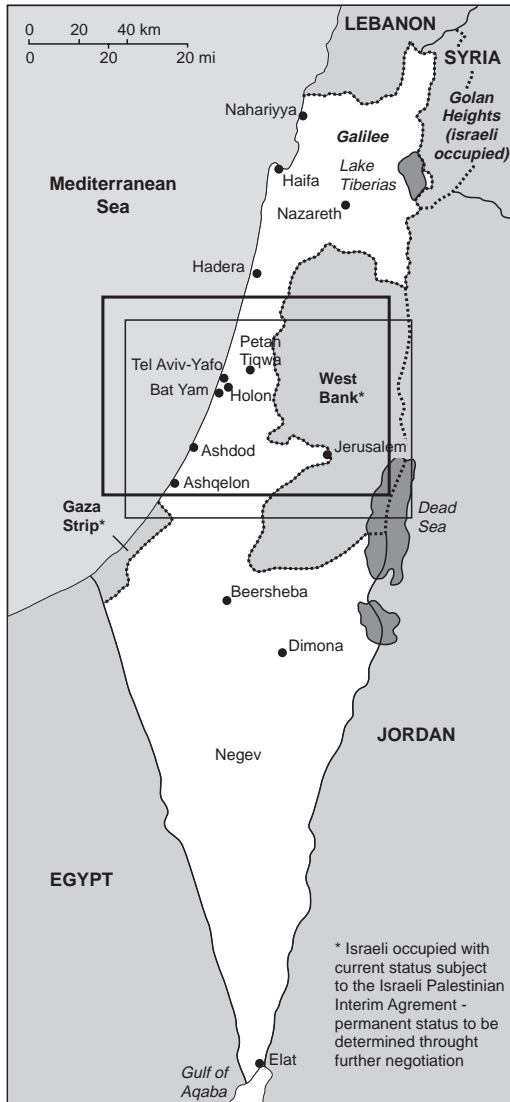 LEBANON
0 20 40 km
20 20 mi
SYRIA
Nahariyya
Golan
Heights
(israeli
occupied)
Galilee
Lake
Tiberias
Haifa
Mediterranean
Sea
Nazareth
Hadera
Petah
Tiqwa
Tel Aviv-Yafo
Bat Yam
Holon
West
Bank*
Ashdod
Jerusalem
Ashqelon
Gaza
Strip*
Dead
Sea
Beersheba
Dimona
JORDAN
Negev
EGYPT
* Israeli occupied with
current status subject
to the Israeli Palestinian
Interim Agrement -
permanent status to be
determined throught
further negotiation
Elat
Gulf of
Aqaba